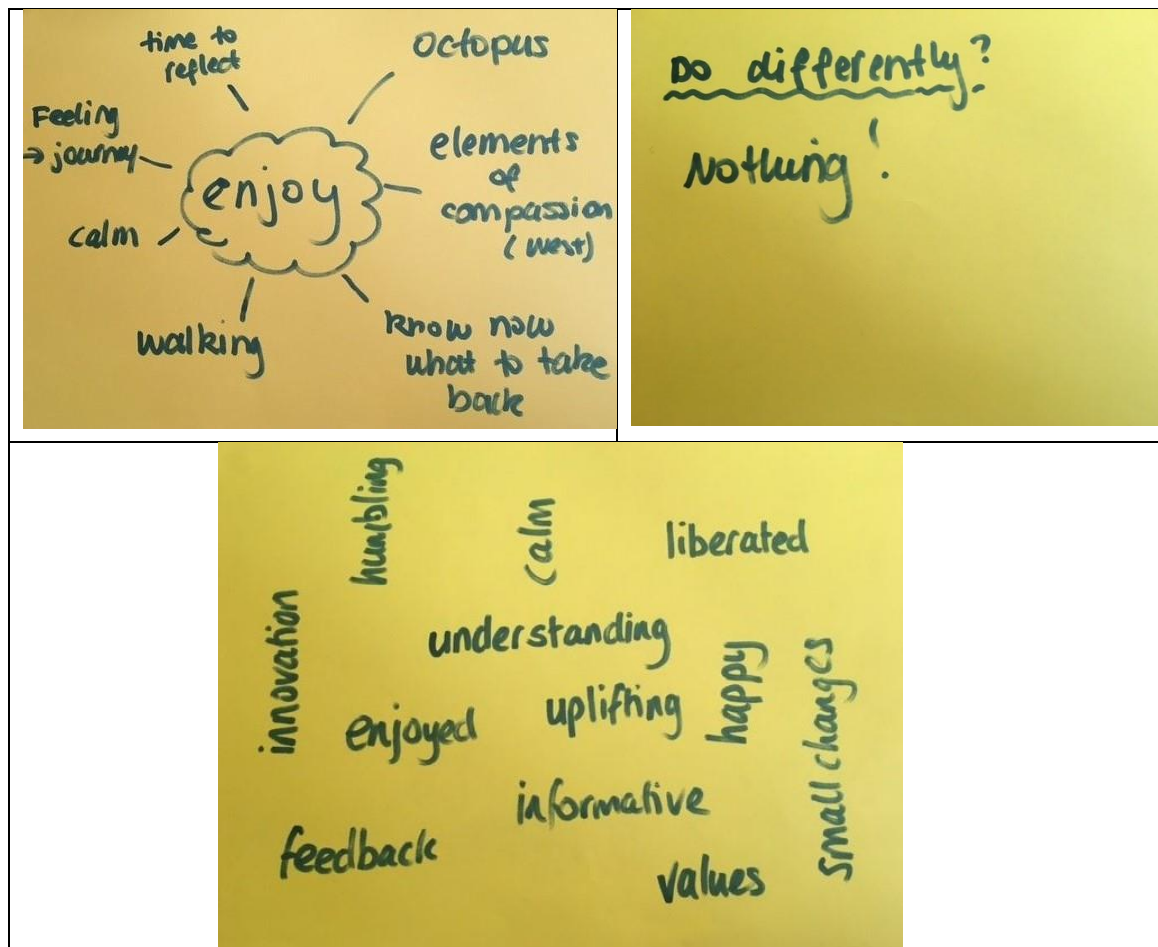 time to
reflect
Octopus
Feeling
→ journey
elements
of
compassion
(West)
enjoy
calm
walking
know now
what to take
back
Do differently?
Nothing!
humbling
calm
liberated
innovation
understanding
happy
small changes
enjoyed
uplifting
informative
feedback
values